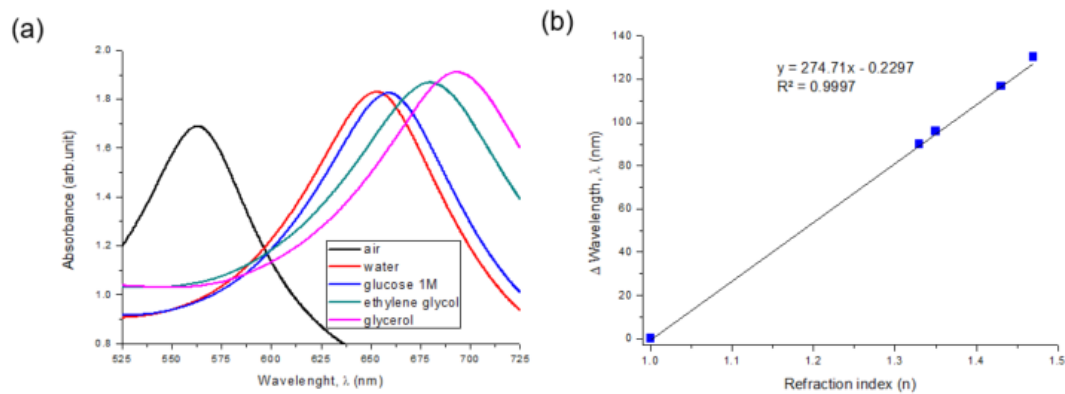 (a)
2.0
1.8
1.6
1.4
1.2
1.0
0.8
Absorbance (arb.unit)
air
water
glucose 1M
ethylene glycol
glycerol
525
550
575
600
625
650
675
700
725
Wavelenght, λ (nm)
(b)
140
120
100
80
60
40
20
0
Δ Wavelength, λ (nm)
y = 274.71x - 0.2297
R² = 0.9997
1.0
1.1
1.2
1.3
1.4
1.5
Refraction index (n)